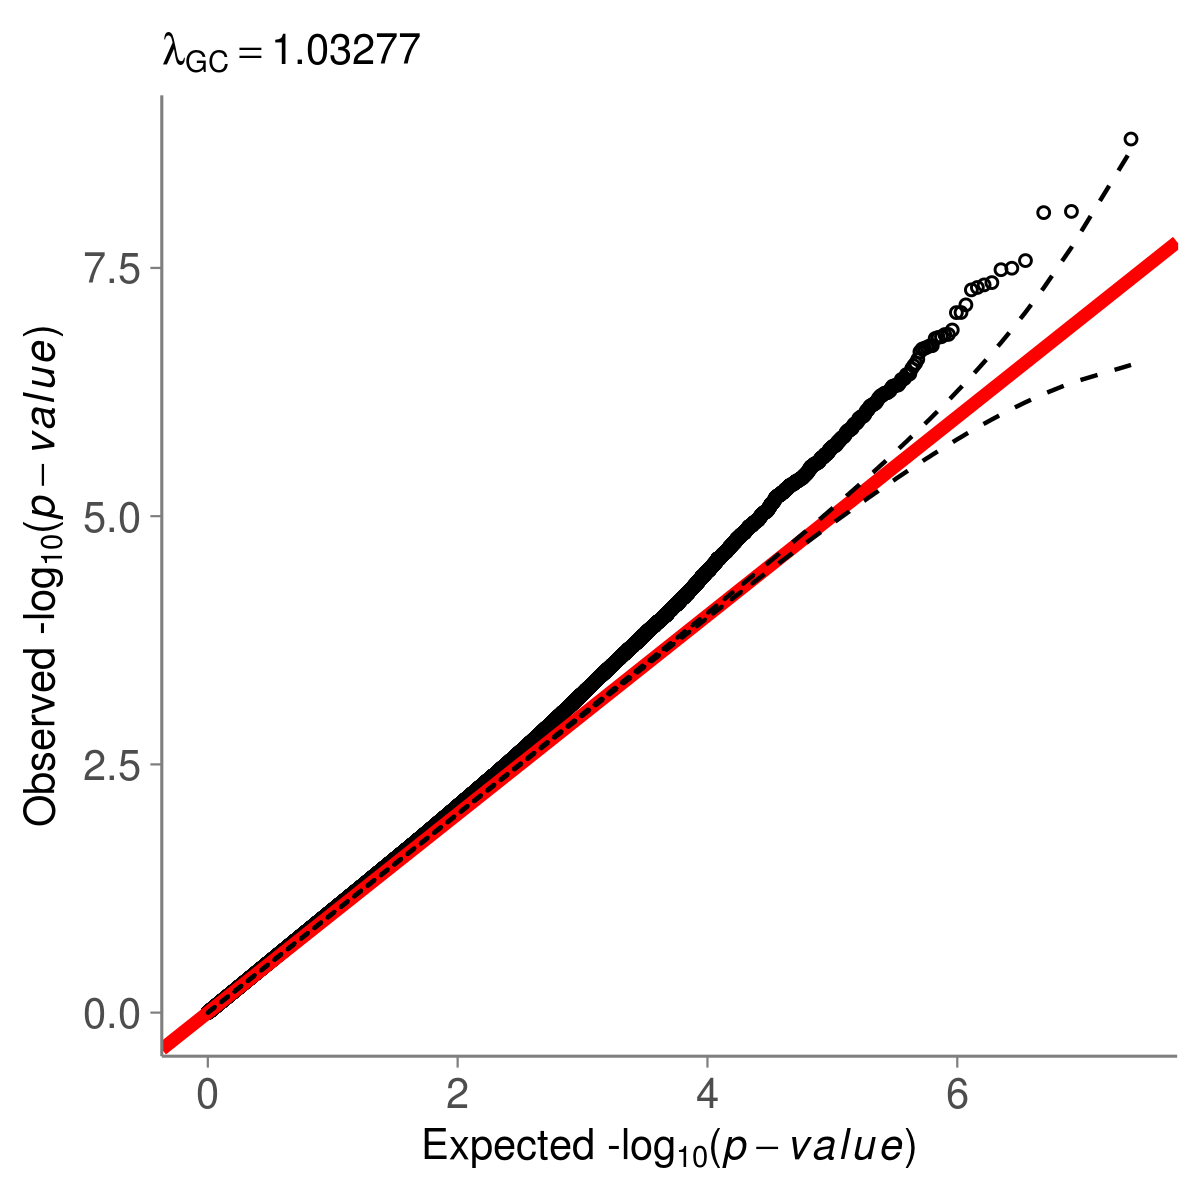 λGC = 1.03277
7.5
5.0
2.5
0.0
Observed -log10(p − value)
0 2 4 6
Expected -log10(p − value)